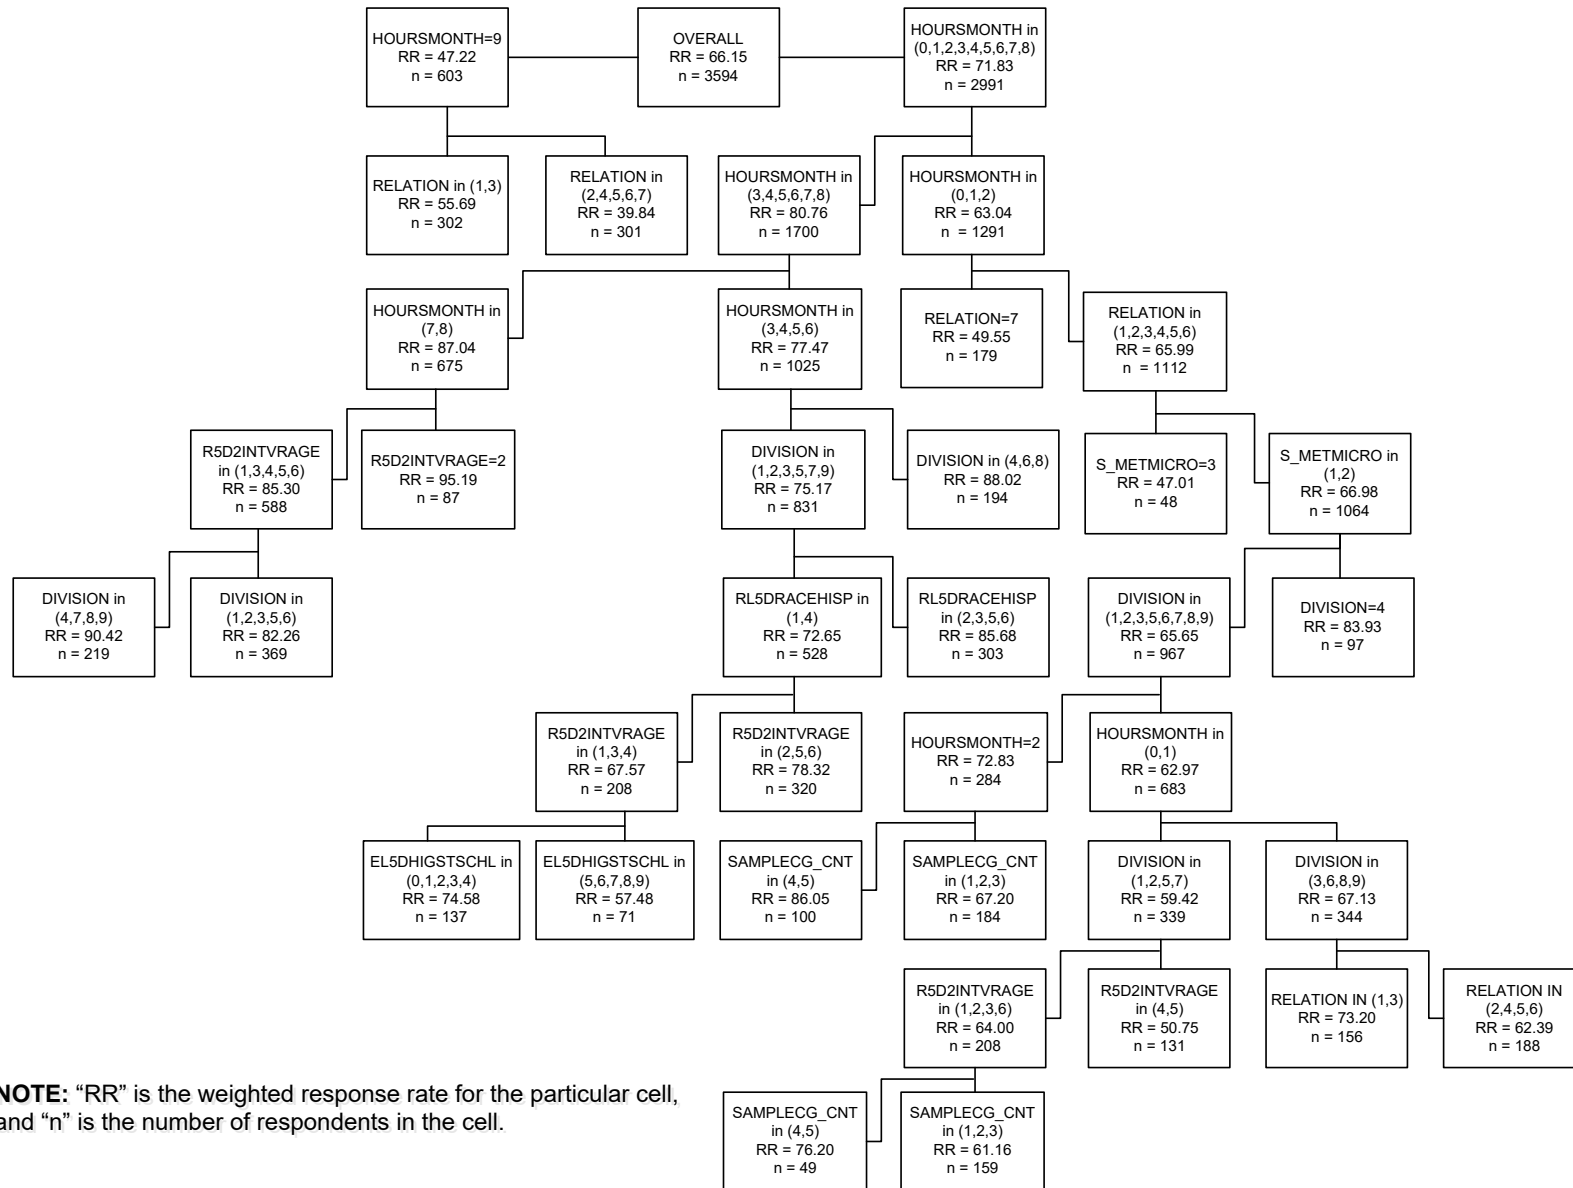 HOURSMONTH=9
RR = 47.22
n = 603
OVERALL
RR = 66.15
n = 3594
HOURSMONTH in
(0,1,2,3,4,5,6,7,8)
RR = 71.83
n = 2991
RELATION in (1,3)
RR = 55.69
n = 302
RELATION in
(2,4,5,6,7)
RR = 39.84
n = 301
HOURSMONTH in
(3,4,5,6,7,8)
RR = 80.76
n = 1700
HOURSMONTH in
(0,1,2)
RR = 63.04
n = 1291
HOURSMONTH in
(7,8)
RR = 87.04
n = 675
HOURSMONTH in
(3,4,5,6)
RR = 77.47
n = 1025
RELATION=7
RR = 49.55
n = 179
RELATION in
(1,2,3,4,5,6)
RR = 65.99
n = 1112
R5D2INTVRAGE
in (1,3,4,5,6)
RR = 85.30
n = 588
R5D2INTVRAGE=2
RR = 95.19
n = 87
DIVISION in
(1,2,3,5,7,9)
RR = 75.17
n = 831
DIVISION in (4,6,8)
RR = 88.02
n = 194
S_METMICRO=3
RR = 47.01
n = 48
S_METMICRO in
(1,2)
RR = 66.98
n = 1064
DIVISION in
(4,7,8,9)
RR = 90.42
n = 219
DIVISION in
(1,2,3,5,6)
RR = 82.26
n = 369
RL5DRACEHISP in
(1,4)
RR = 72.65
n = 528
RL5DRACEHISP
in (2,3,5,6)
RR = 85.68
n = 303
DIVISION in
(1,2,3,5,6,7,8,9)
RR = 65.65
n = 967
DIVISION=4
RR = 83.93
n = 97
R5D2INTVRAGE
in (1,3,4)
RR = 67.57
n = 208
R5D2INTVRAGE
in (2,5,6)
RR = 78.32
n = 320
HOURSMONTH=2
RR = 72.83
n = 284
HOURSMONTH in
(0,1)
RR = 62.97
n = 683
EL5DHIGSTSCHL in
(0,1,2,3,4)
RR = 74.58
n = 137
EL5DHIGSTSCHL in
(5,6,7,8,9)
RR = 57.48
n = 71
SAMPLECG_CNT
in (4,5)
RR = 86.05
n = 100
SAMPLECG_CNT
in (1,2,3)
RR = 67.20
n = 184
DIVISION in
(1,2,5,7)
RR = 59.42
n = 339
DIVISION in
(3,6,8,9)
RR = 67.13
n = 344
R5D2INTVRAGE
in (1,2,3,6)
RR = 64.00
n = 208
R5D2INTVRAGE
in (4,5)
RR = 50.75
n = 131
RELATION IN (1,3)
RR = 73.20
n = 156
RELATION IN
(2,4,5,6)
RR = 62.39
n = 188
SAMPLECG_CNT
in (4,5)
RR = 76.20
n = 49
SAMPLECG_CNT
in (1,2,3)
RR = 61.16
n = 159
NOTE: “RR” is the weighted response rate for the particular cell,
and “n” is the number of respondents in the cell.